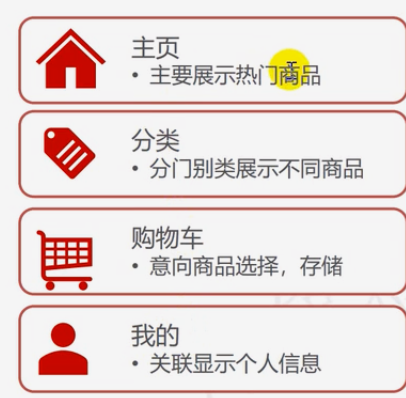 主页
• 主要展示热门商品
分类
• 分门别类展示不同商品
购物车
• 意向商品选择，存储
我的
• 关联显示个人信息